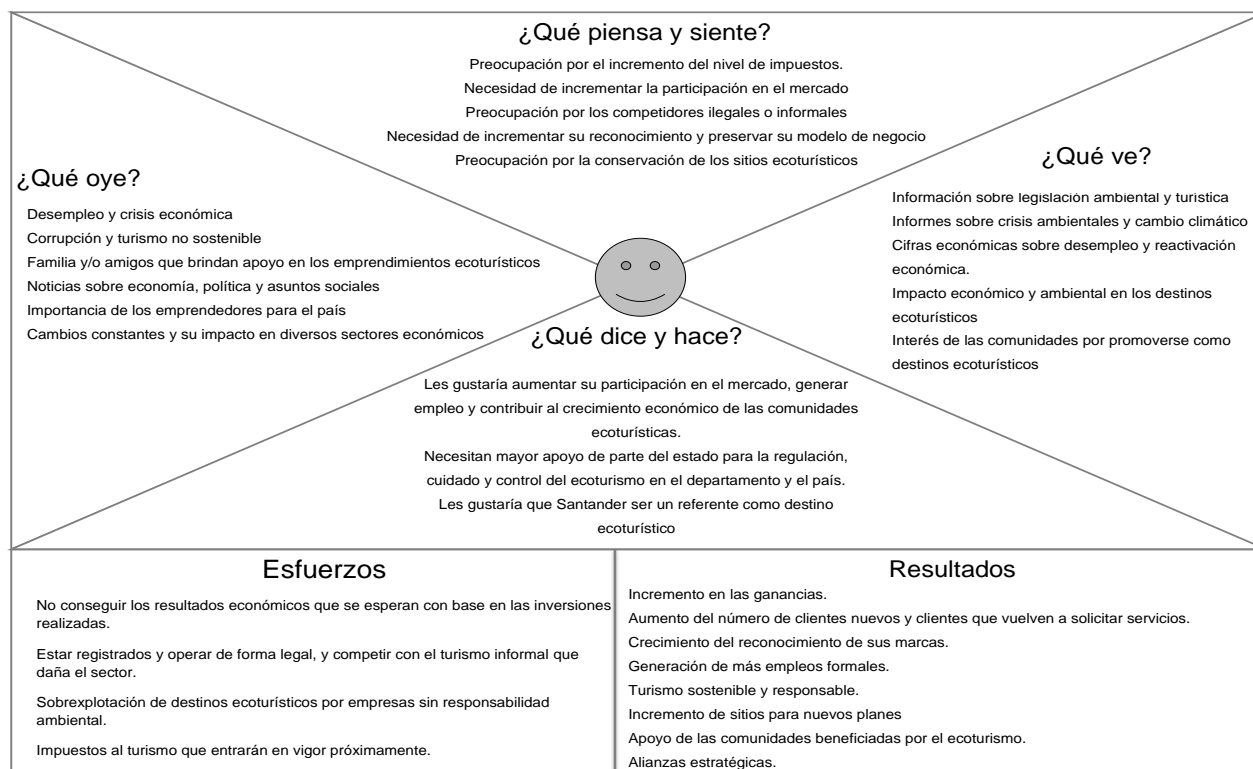 ¿Qué piensa y siente?
Preocupación por el incremento del nivel de impuestos.
Necesidad de incrementar la participación en el mercado
Preocupación por los competidores ilegales o informales
Necesidad de incrementar su reconocimiento y preservar su modelo de negocio
Preocupación por la conservación de los sitios ecoturísticos
¿Qué oye?
Desempleo y crisis económica
Corrupción y turismo no sostenible
Familia y/o amigos que brindan apoyo en los emprendimientos ecoturísticos
Noticias sobre economía, política y asuntos sociales
Importancia de los emprendedores para el país
Cambios constantes y su impacto en diversos sectores económicos
¿Qué ve?
Información sobre legislación ambiental y turística
Informes sobre crisis ambientales y cambio climático
Cifras económicas sobre desempleo y reactivación
económica.
Impacto económico y ambiental en los destinos
ecoturísticos
Interés de las comunidades por promoverse como
destinos ecoturísticos
¿Qué dice y hace?
Les gustaría aumentar su participación en el mercado, generar
empleo y contribuir al crecimiento económico de las comunidades
ecoturísticas.
Necesitan mayor apoyo de parte del estado para la regulación,
cuidado y control del ecoturismo en el departamento y el país.
Les gustaría que Santander ser un referente como destino
ecoturístico
Esfuerzos
No conseguir los resultados económicos que se esperan con base en las inversiones
realizadas.
Estar registrados y operar de forma legal, y competir con el turismo informal que
daña el sector.
Sobrexplotación de destinos ecoturísticos por empresas sin responsabilidad
ambiental.
Impuestos al turismo que entrarán en vigor próximamente.
Resultados
Incremento en las ganancias.
Aumento del número de clientes nuevos y clientes que vuelven a solicitar servicios.
Crecimiento del reconocimiento de sus marcas.
Generación de más empleos formales.
Turismo sostenible y responsable.
Incremento de sitios para nuevos planes
Apoyo de las comunidades beneficiadas por el ecoturismo.
Alianzas estratégicas.